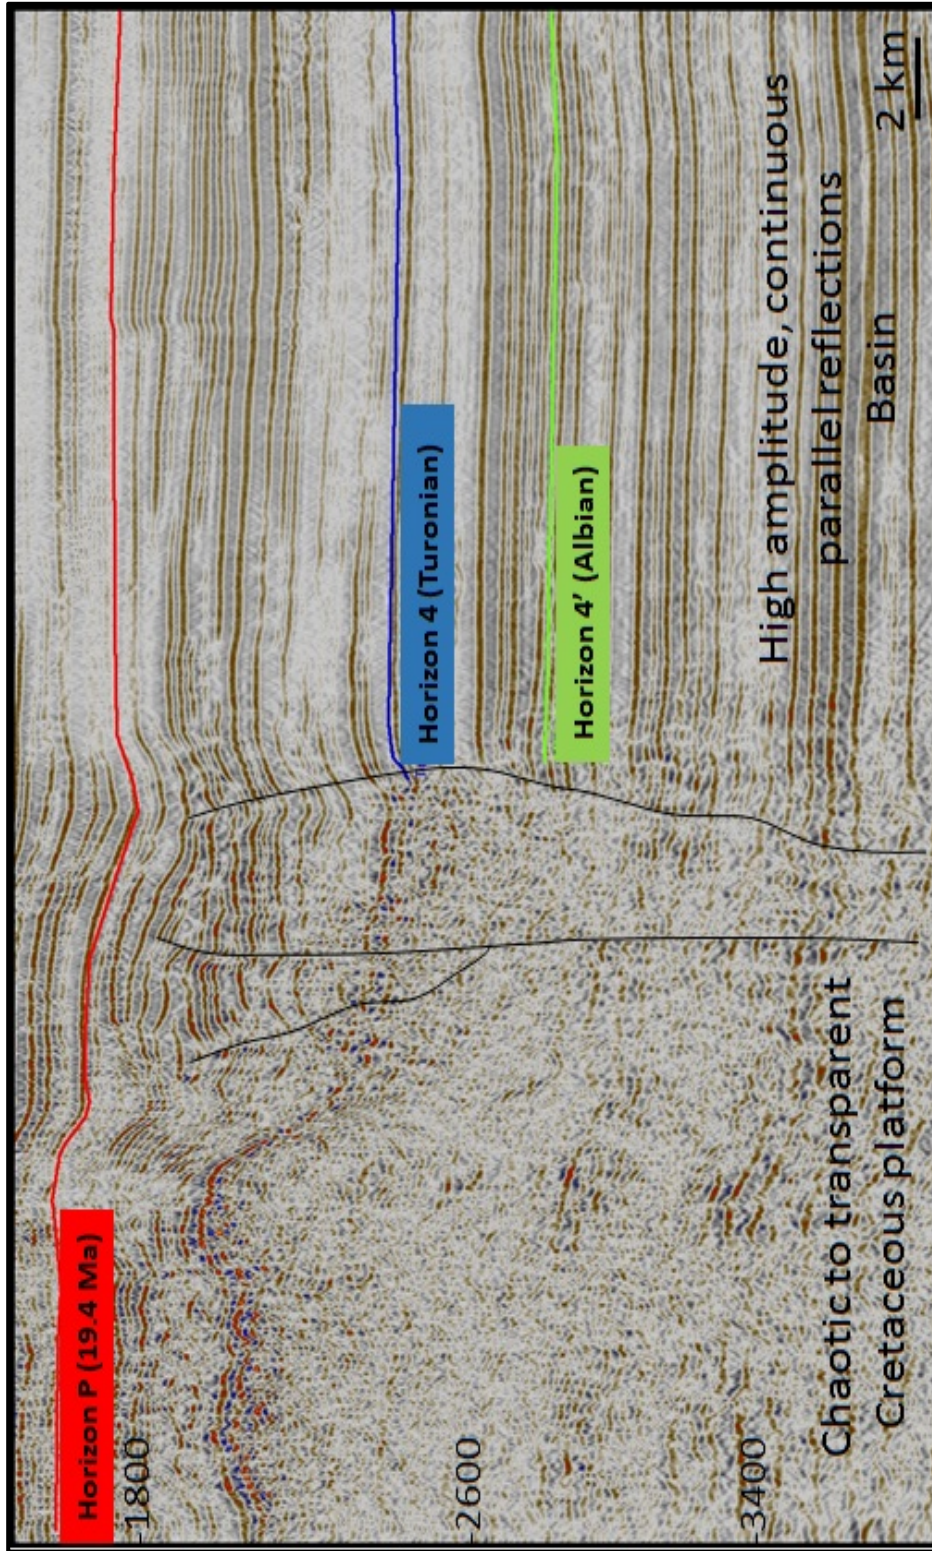 Horizon P (19.4 Ma)
-1800
Horizon 4 (Turonian)
-2600
Horizon 4’ (Albian)
-3400
Chaotic to transparent
Cretaceous platform
High amplitude, continuous
parallel reflections
Basin
2 km